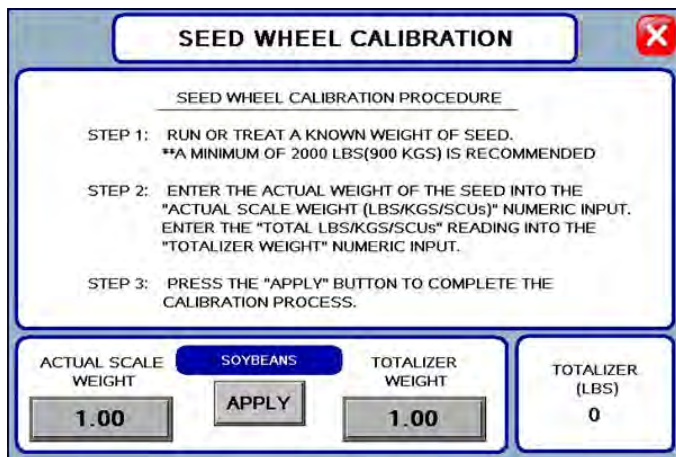 SEED WHEEL CALIBRATION
X
SEED WHEEL CALIBRATION PROCEDURE
STEP 1: RUN OR TREAT A KNOWN WEIGHT OF SEED.
**A MINIMUM OF 2000 LBS(900 KGS) IS RECOMMENDED
STEP 2: ENTER THE ACTUAL WEIGHT OF THE SEED INTO THE
"ACTUAL SCALE WEIGHT (LBS/KGS/SCUs)" NUMERIC INPUT.
ENTER THE "TOTAL LBS/KGS/SCUs" READING INTO THE
"TOTALIZER WEIGHT" NUMERIC INPUT.
STEP 3: PRESS THE "APPLY" BUTTON TO COMPLETE THE
CALIBRATION PROCESS.
ACTUAL SCALE
WEIGHT
1.00
SOYBEANS
APPLY
TOTALIZER
WEIGHT
1.00
TOTALIZER
(LBS)
0